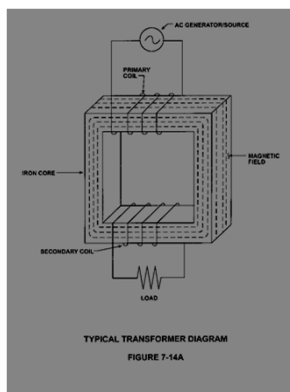 AC GENERATOR/SOURCE
PRIMARY
COIL
IRON CORE
MAGNETIC
FIELD
SECONDARY COIL
LOAD
TYPICAL TRANSFORMER DIAGRAM
FIGURE 7-14A